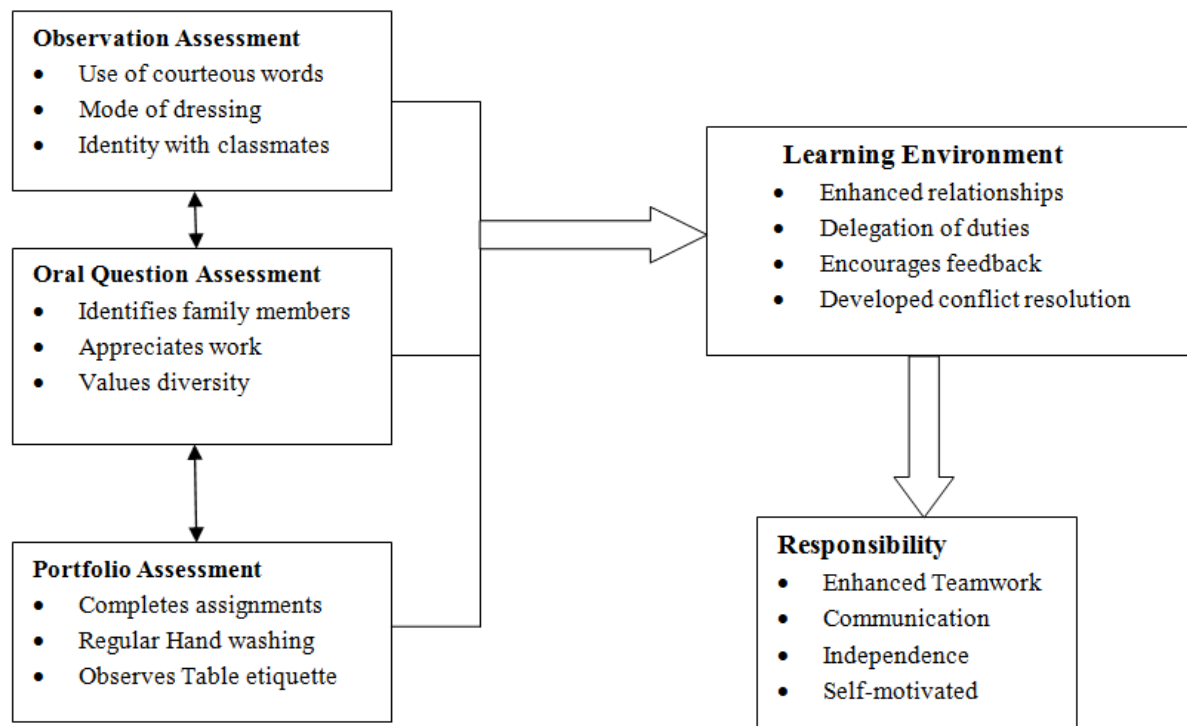 Observation Assessment
• Use of courteous words
• Mode of dressing
• Identity with classmates
Oral Question Assessment
• Identifies family members
• Appreciates work
• Values diversity
Portfolio Assessment
• Completes assignments
• Regular Hand washing
• Observes Table etiquette
Learning Environment
• Enhanced relationships
• Delegation of duties
• Encourages feedback
• Developed conflict resolution
Responsibility
• Enhanced Teamwork
• Communication
• Independence
• Self-motivated